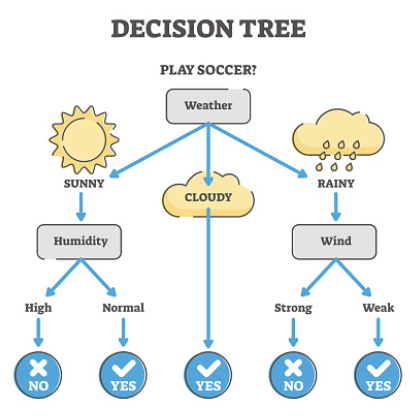 DECISION TREE
PLAY SOCCER?
Weather
SUNNY
CLOUDY
RAINY
Humidity
Wind
High
Normal
Strong
Weak
NO
YES
YES
NO
YES